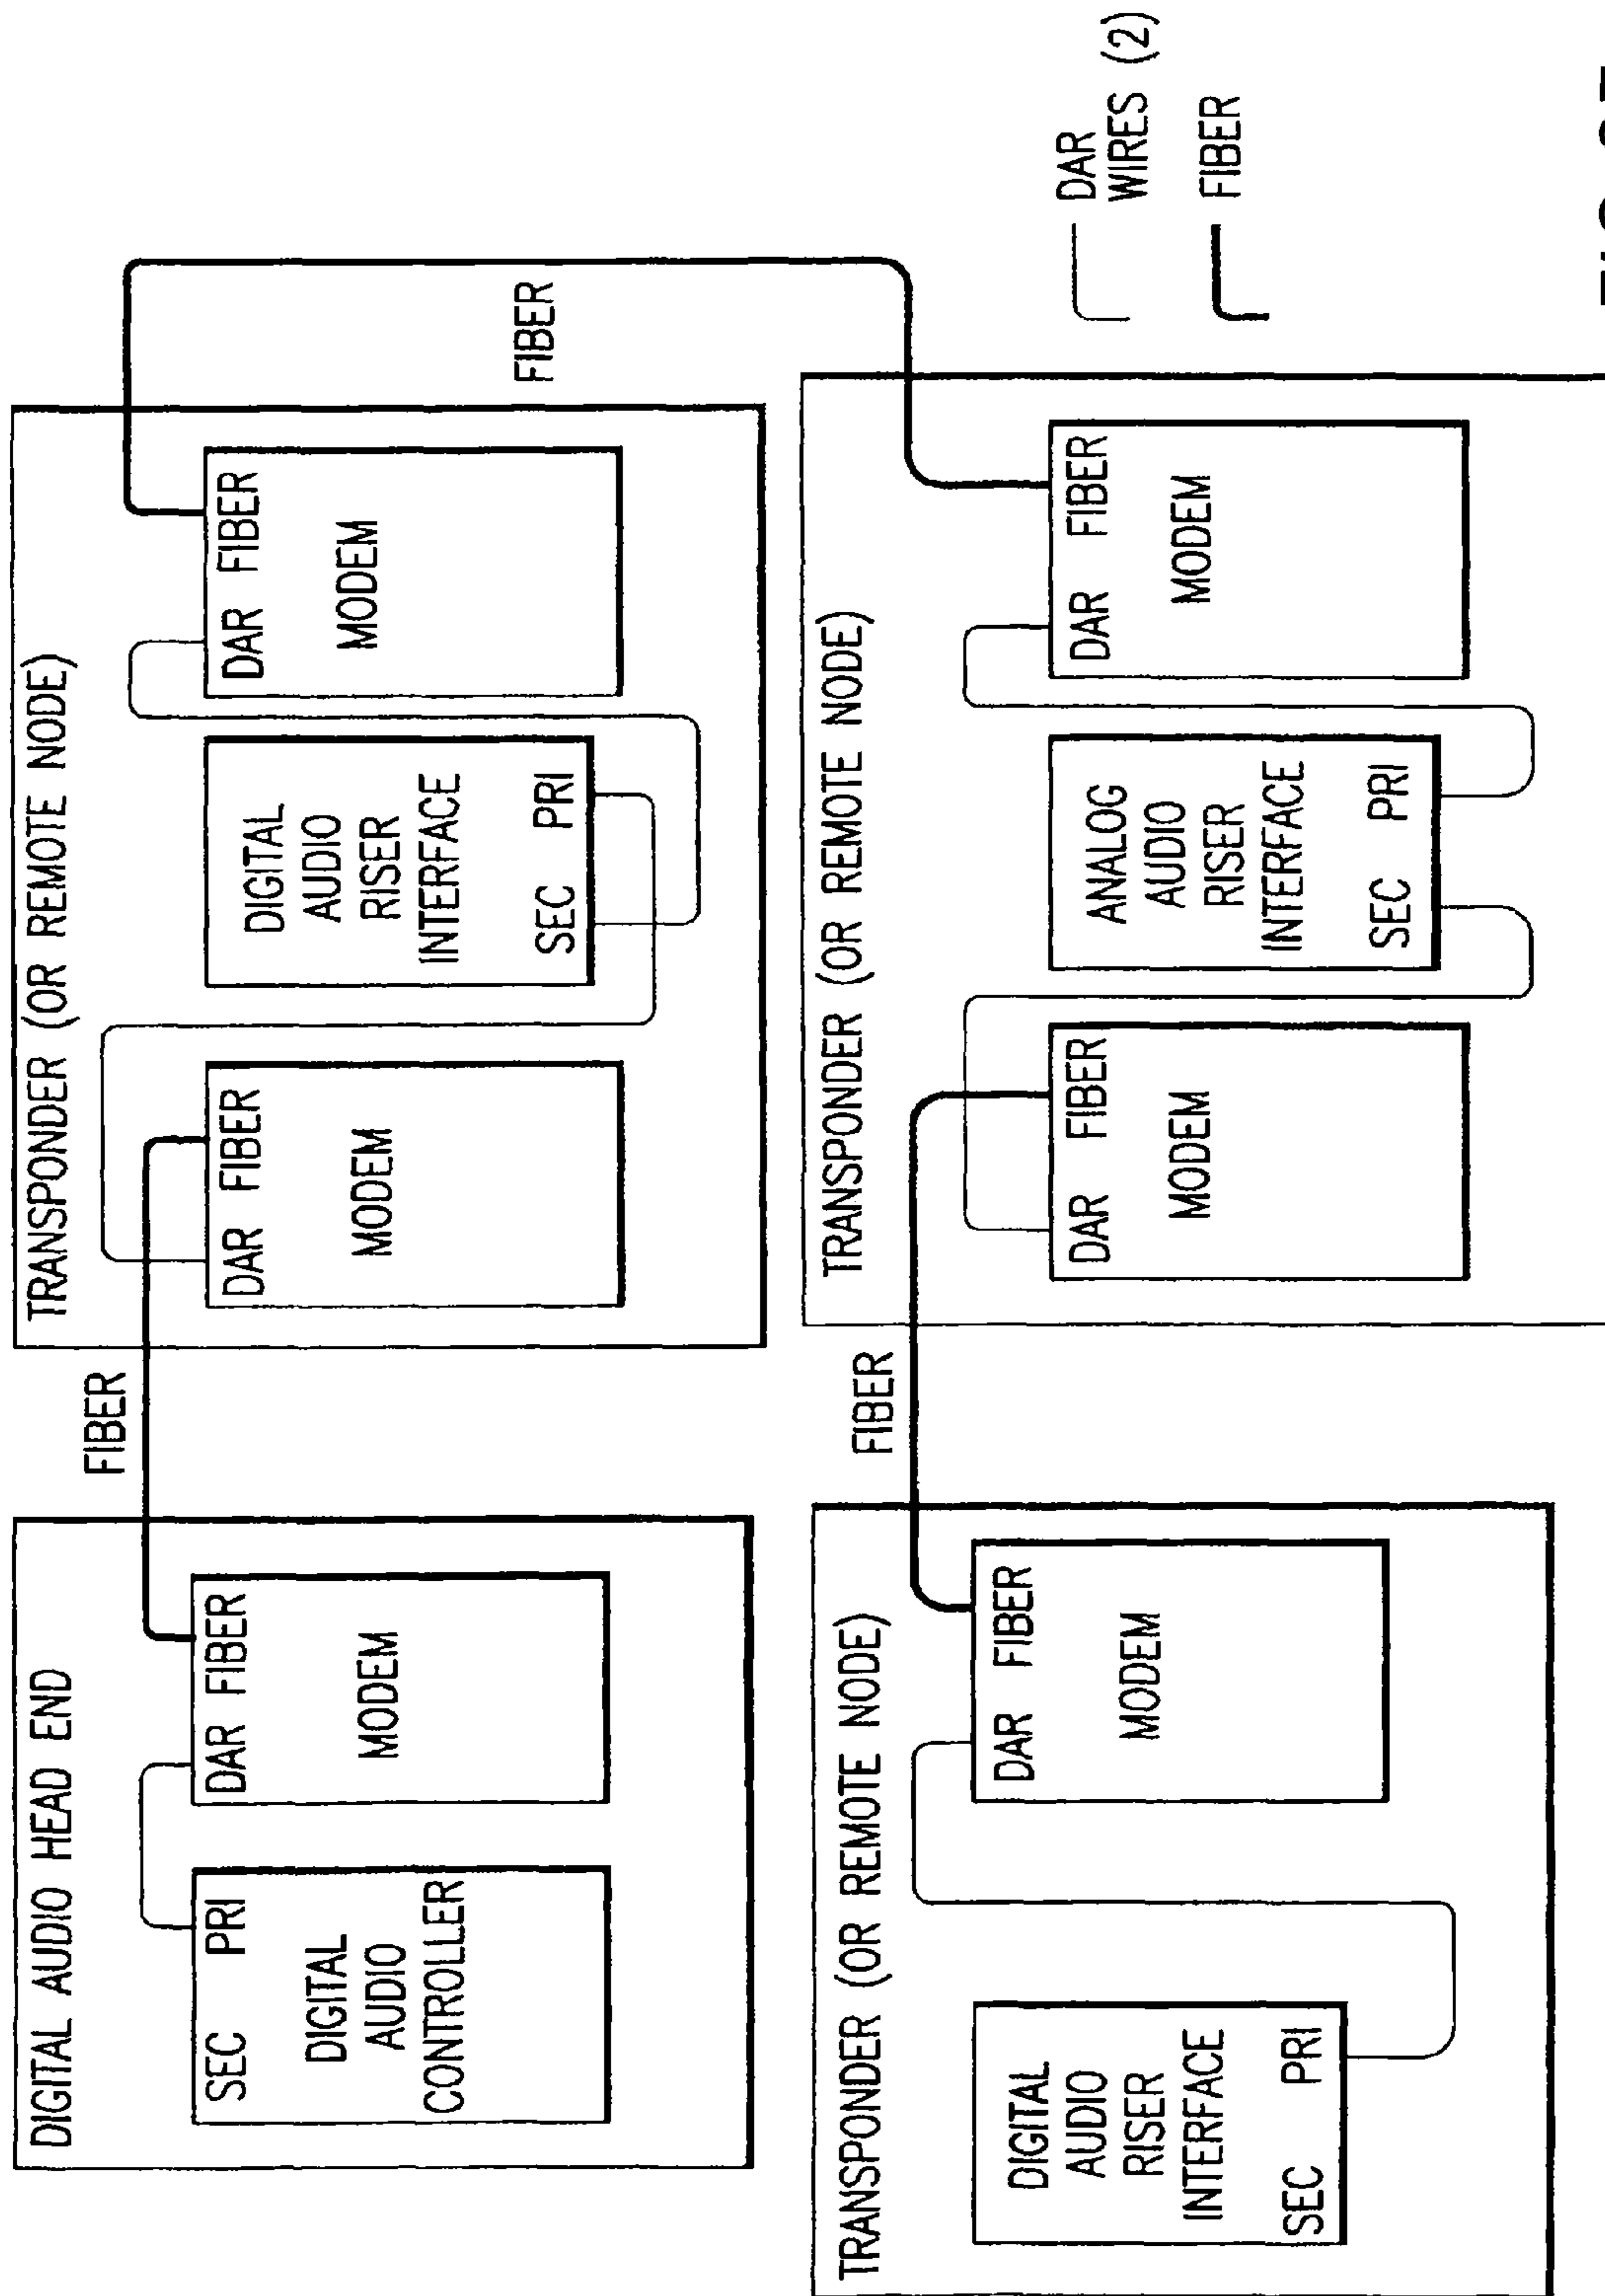 DIGITAL AUDIO HEAD END
SEC PRI
DIGITAL
AUDIO
CONTROLLER
DAR FIBER
MODEM
FIBER
TRANSPONDER (OR REMOTE NODE)
DAR FIBER
MODEM
DIGITAL
AUDIO
RISER
INTERFACE
SEC PRI
DAR FIBER
MODEM
FIBER
TRANSPONDER (OR REMOTE NODE)
DIGITAL
AUDIO
RISER
INTERFACE
SEC PRI
DAR FIBER
MODEM
FIBER
TRANSPONDER (OR REMOTE NODE)
DAR FIBER
MODEM
ANALOG
AUDIO
RISER
INTERFACE
SEC PRI
DAR FIBER
MODEM
DAR
WIRES (2)
FIBER